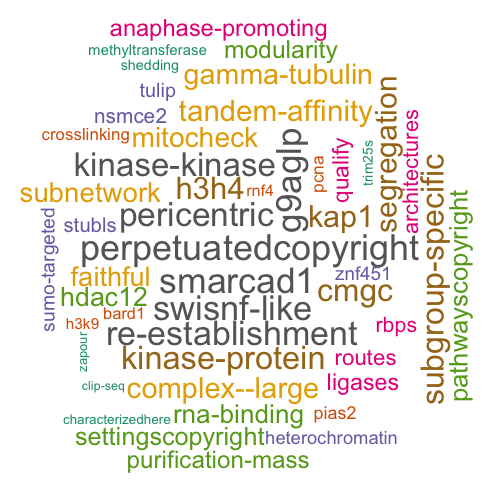 anaphase-promoting
methyltransferase modularity
shedding
gamma-tubulin
tulip tandem-affinity
nsmce2
crosslinking mitocheck
kinase-kinase g9aglp pcna qualify trim25s segregation architectures
subnetwork h3h4 rnf4
pericentric kap1
stubls
sumo-targeted perpetuatedcopyright subgroup-specific pathwayscopyright
faithful smarcad1 znf451
hdac12 swisnf-like cmgc
bard1
h3k9 re-establishment rbps
zapour kinase-protein routes
clip-seq complex--large ligases
characterizedhere rna-binding pias2
settingscopyright heterochromatin
purification-mass